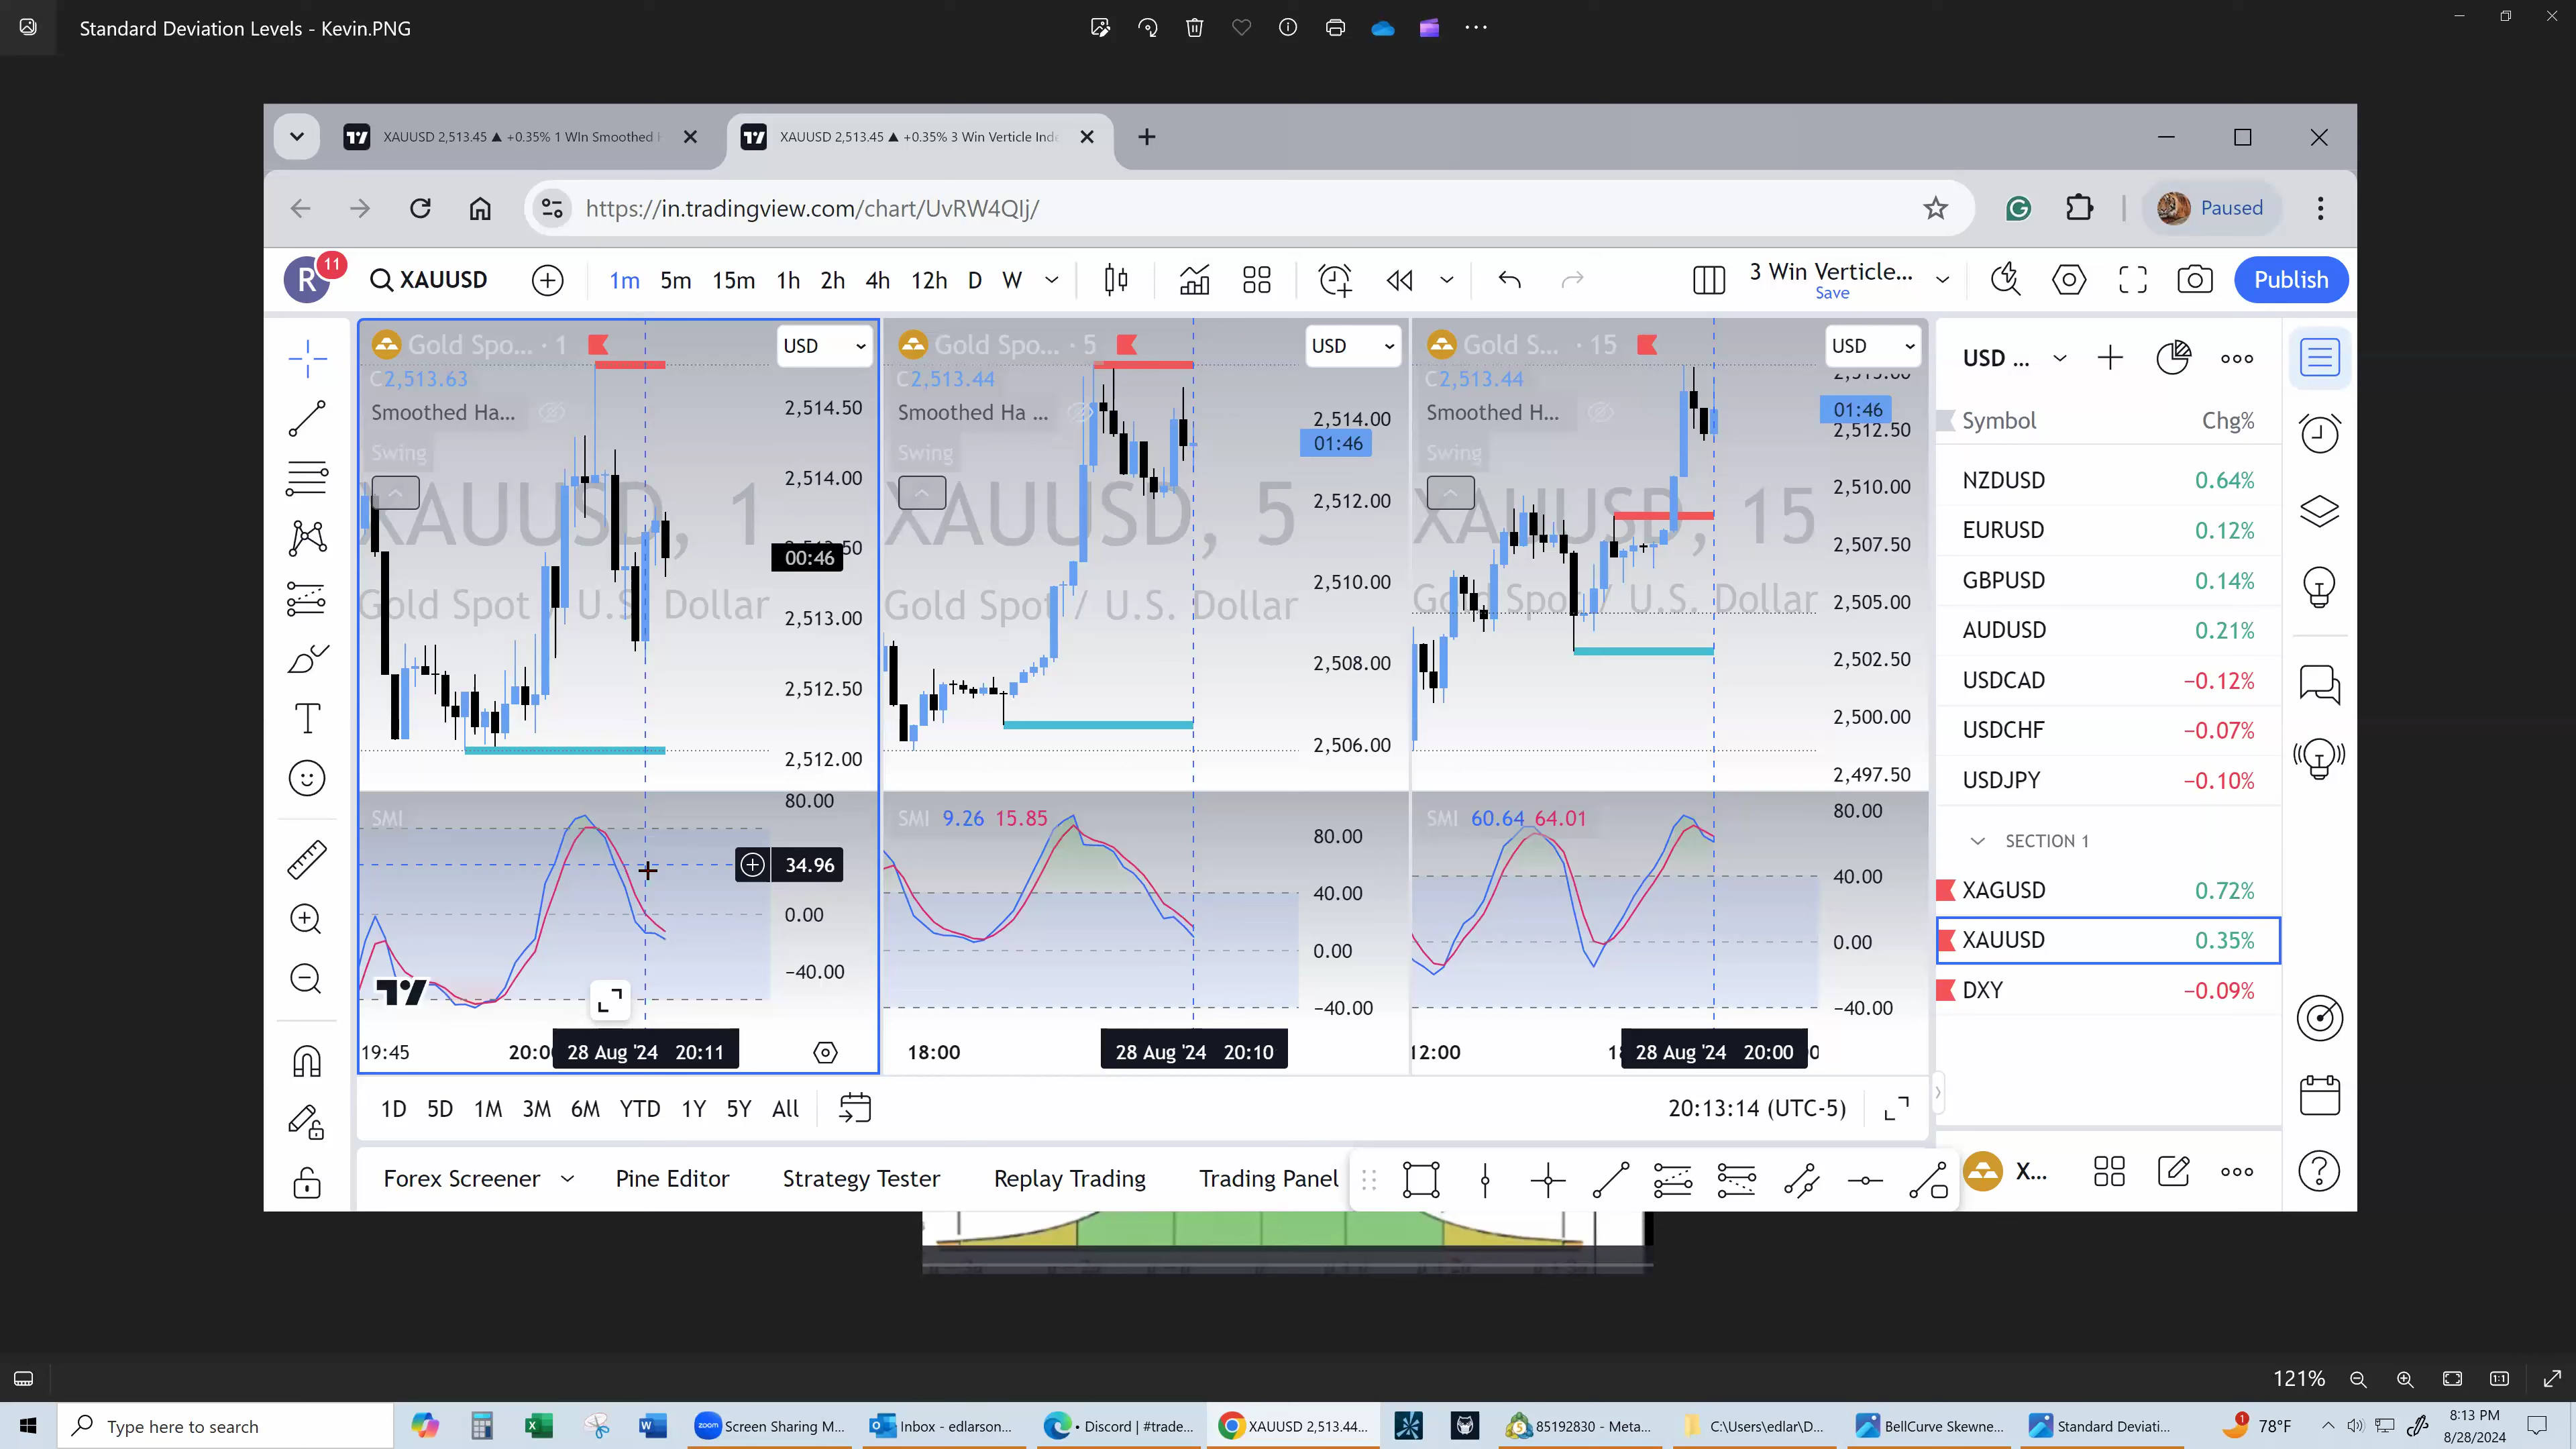 Standard Deviation Levels - Kevin.PNG
XAUUSD 2,513.45 ▲ +0.35% 1 WIn Smoothed
XAUUSD 2,513.45 ▲ +0.35% 3 Win Verticle Inde
https://in.tradingview.com/chart/UvRW4QIj/
Paused
R 11
XAUUSD
1m 5m 15m 1h 2h 4h 12h D W
3 Win Verticle...
Save
Publish
Gold Spo... · 1
USD
C2,513.63
Smoothed Ha...
Swing
XAUUSD, 1
Gold Spot / U.S. Dollar
2,514.50
2,514.00
00:46
2,513.00
2,512.50
2,512.00
SMI
80.00
34.96
0.00
−40.00
19:45
28 Aug '24 20:11
Gold Spo... · 5
USD
C2,513.44
Smoothed Ha ...
Swing
XAUUSD, 5
Gold Spot / U.S. Dollar
2,514.00
01:46
2,512.00
2,510.00
2,508.00
2,506.00
SMI 9.26 15.85
80.00
40.00
0.00
−40.00
18:00
28 Aug '24 20:10
Gold S... · 15
USD
C2,513.44
Smoothed H...
Swing
XAUUSD, 15
Gold Spot / U.S. Dollar
01:46
2,512.50
2,510.00
2,507.50
2,505.00
2,502.50
2,500.00
2,497.50
SMI 60.64 64.01
80.00
40.00
0.00
−40.00
12:00
28 Aug '24 20:00
USD ...
Symbol Chg%
NZDUSD 0.64%
EURUSD 0.12%
GBPUSD 0.14%
AUDUSD 0.21%
USDCAD −0.12%
USDCHF −0.07%
USDJPY −0.10%
SECTION 1
XAGUSD 0.72%
XAUUSD 0.35%
DXY −0.09%
1D 5D 1M 3M 6M YTD 1Y 5Y All
20:13:14 (UTC-5)
Forex Screener Pine Editor Strategy Tester Replay Trading Trading Panel
X...
121%
Type here to search
zoom
Screen Sharing M...
Inbox - edlarson...
• Discord | #trade...
XAUUSD 2,513.44...
85192830 - Meta...
C:\Users\edlar\D...
BellCurve Skewne...
Standard Deviati...
1
78°F
8:13 PM
8/28/2024